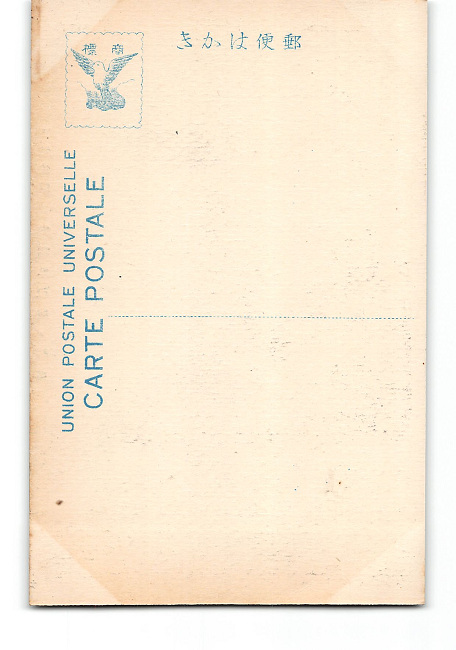 きかは便郵
標商
UNION POSTALE UNIVERSELLE
CARTE POSTALE